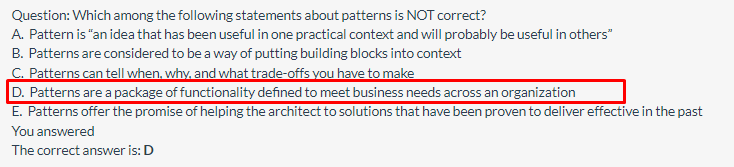 Question: Which among the following statements about patterns is NOT correct?
A. Pattern is “an idea that has been useful in one practical context and will probably be useful in others”
B. Patterns are considered to be a way of putting building blocks into context
C. Patterns can tell when, why, and what trade-offs you have to make
D. Patterns are a package of functionality defined to meet business needs across an organization
E. Patterns offer the promise of helping the architect to solutions that have been proven to deliver effective in the past
You answered
The correct answer is: D